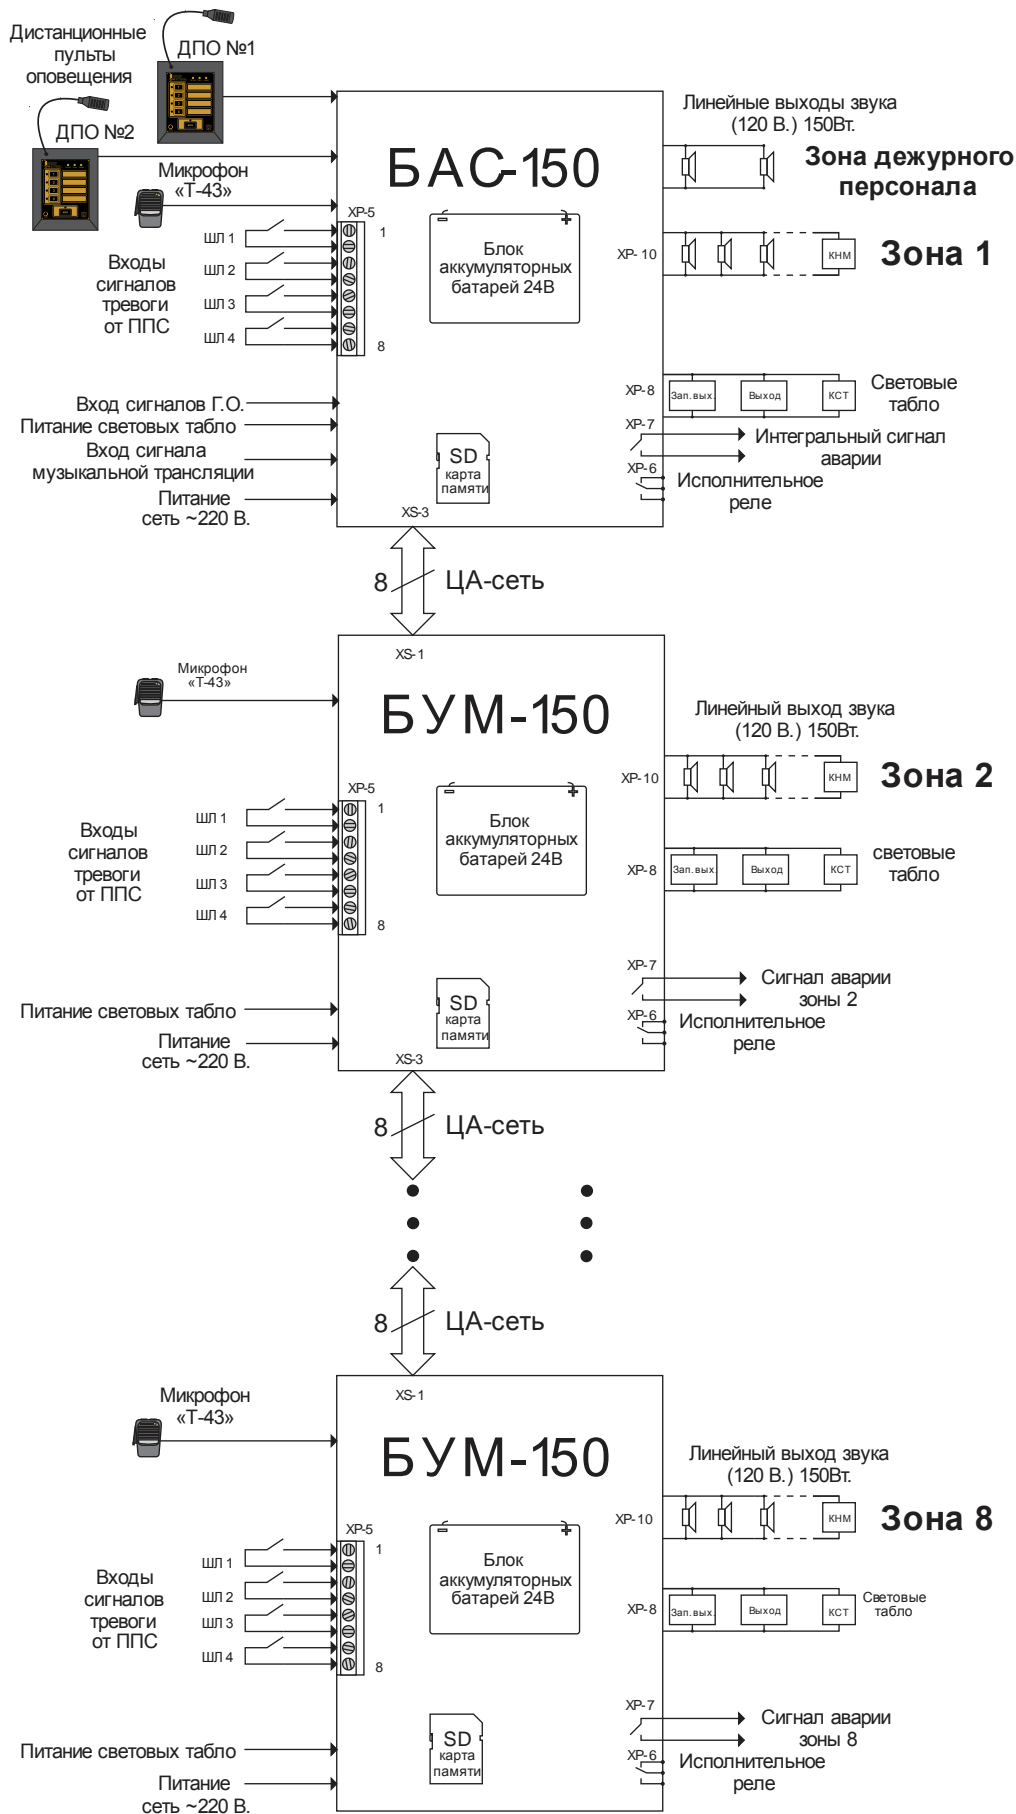 Дистанционные
пульты
оповещения
ДПО №1
ДПО №2
Микрофон
«Т-43»
БАС-150
Линейные выходы звука
(120 В.) 150Вт.
Зона дежурного
персонала
XP-5
1
ШЛ 1
ШЛ 2
ШЛ 3
ШЛ 4
8
Входы
сигналов
тревоги
от ППС
Блок
аккумуляторных
батарей 24В
XP-10
КНМ
Зона 1
XP-8
Зап.вых.
Выход
КСТ
Световые
табло
XP-7
Интегральный сигнал
аварии
XP-6
Исполнительное
реле
Вход сигналов Г.О.
Питание световых табло
Вход сигнала
музыкальной трансляции
Питание
сеть ~220 В.
SD
карта
памяти
XS-3
8
ЦА-сеть
XS-1
Микрофон
«Т-43»
БУМ-150
Линейный выход звука
(120 В.) 150Вт.
XP-5
1
ШЛ 1
ШЛ 2
ШЛ 3
ШЛ 4
8
Входы
сигналов
тревоги
от ППС
Блок
аккумуляторных
батарей 24В
XP-10
КНМ
Зона 2
XP-8
Зап.вых.
Выход
КСТ
световые
табло
XP-7
Сигнал аварии
зоны 2
XP-6
Исполнительное
реле
Питание световых табло
Питание
сеть ~220 В.
SD
карта
памяти
XS-3
8
ЦА-сеть
8
ЦА-сеть
XS-1
Микрофон
«Т-43»
БУМ-150
Линейный выход звука
(120 В.) 150Вт.
XP-5
1
ШЛ 1
ШЛ 2
ШЛ 3
ШЛ 4
8
Входы
сигналов
тревоги
от ППС
Блок
аккумуляторных
батарей 24В
XP-10
КНМ
Зона 8
XP-8
Зап.вых.
Выход
КСТ
Световые
табло
XP-7
Сигнал аварии
зоны 8
XP-6
Исполнительное
реле
Питание световых табло
Питание
сеть ~220 В.
SD
карта
памяти